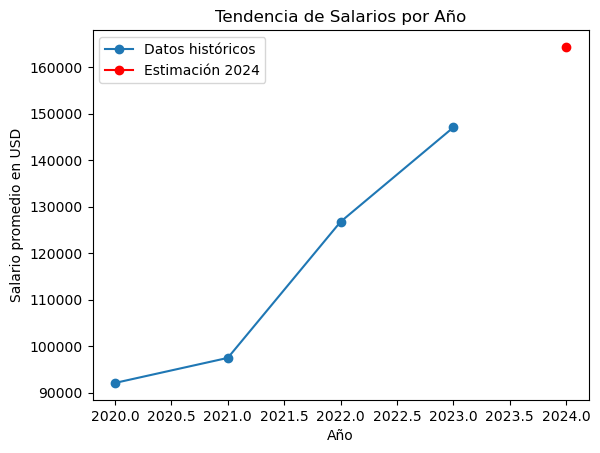 Tendencia de Salarios por Año
Datos históricos
Estimación 2024
160000
150000
140000
130000
120000
110000
100000
90000
Salario promedio en USD
2020.0 2020.5 2021.0 2021.5 2022.0 2022.5 2023.0 2023.5 2024.0
Año